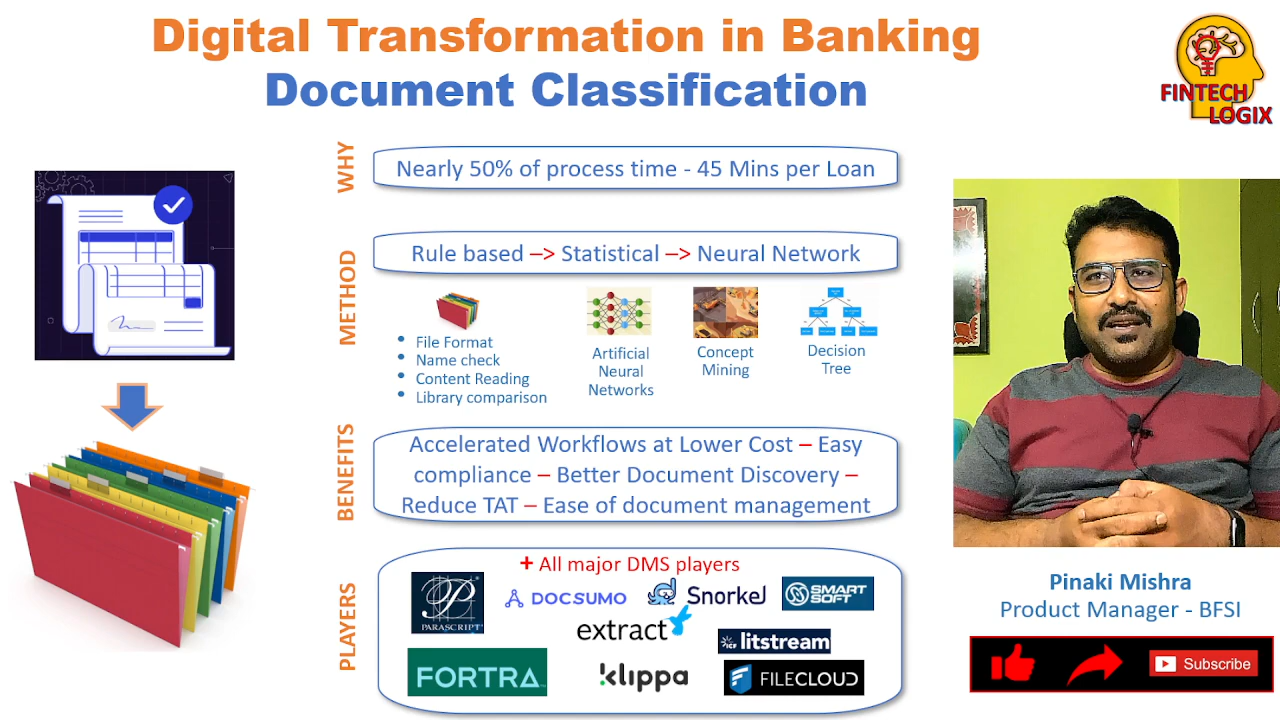 Digital Transformation in Banking
Document Classification
FINTECH
LOGIX
WHY
Nearly 50% of process time - 45 Mins per Loan
METHOD
Rule based –> Statistical –> Neural Network
• File Format
• Name check
• Content Reading
• Library comparison
Artificial
Neural
Networks
Concept
Mining
Decision
Tree
BENEFITS
Accelerated Workflows at Lower Cost – Easy
compliance – Better Document Discovery –
Reduce TAT – Ease of document management
PLAYERS
+ All major DMS players
PARASCRIPT
DOCSUMO
Snorkel
SMART
SOFT
extract
ICF litstream
FORTRA
klippa
FILECLOUD
Pinaki Mishra
Product Manager - BFSI
Subscribe